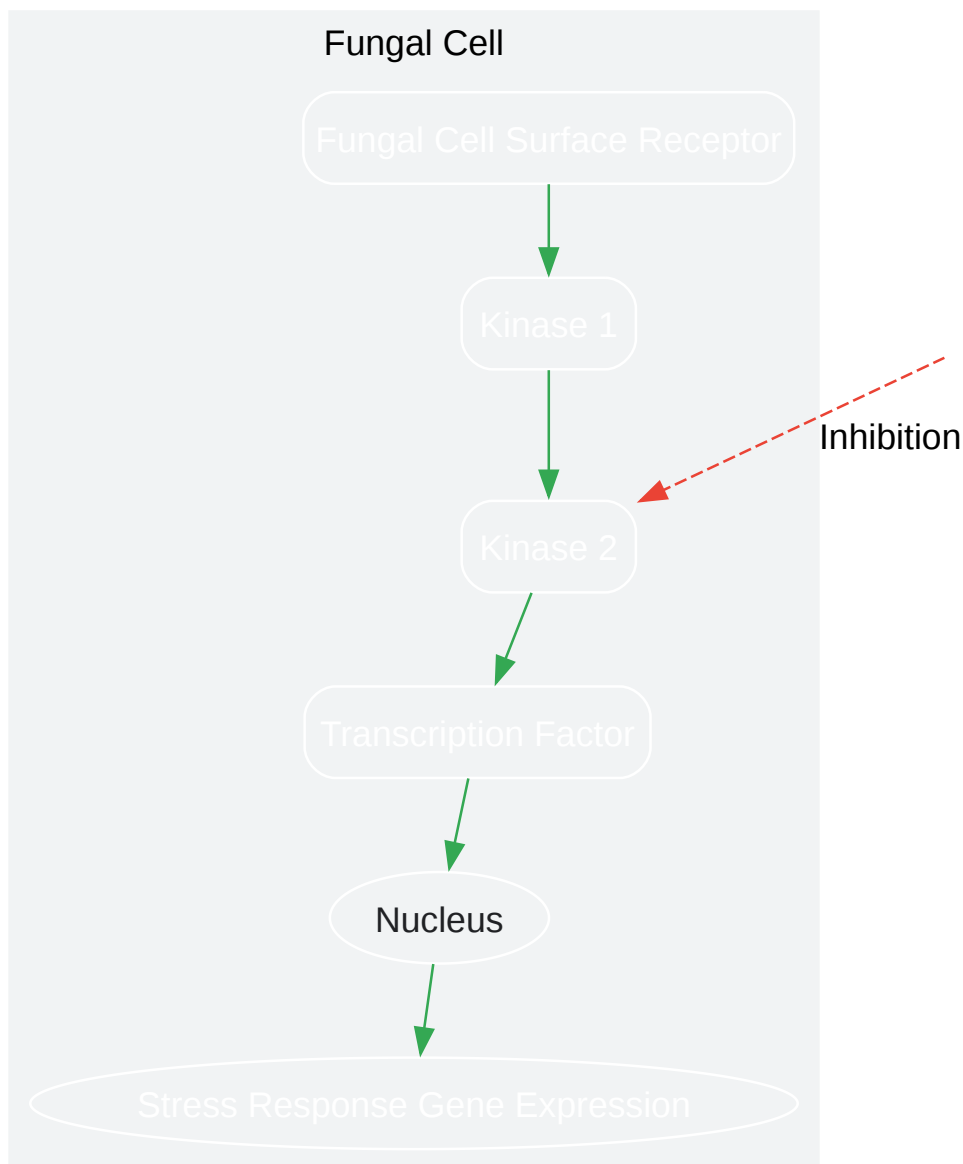 Fungal Cell
Fungal Cell Surface Receptor
Kinase 1
Inhibition
Kinase 2
Transcription Factor
Nucleus
Stress Response Gene Expression